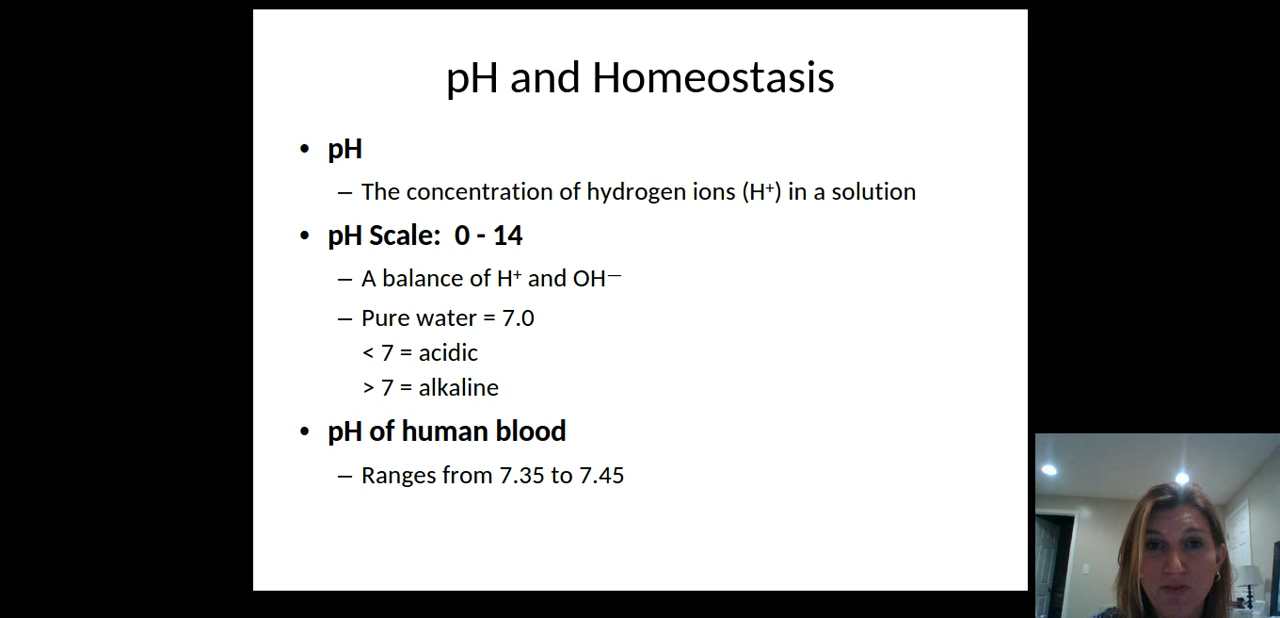 pH and Homeostasis
• pH
– The concentration of hydrogen ions (H⁺) in a solution
• pH Scale:  0 - 14
– A balance of H⁺ and OH⁻
– Pure water = 7.0
< 7 = acidic
> 7 = alkaline
• pH of human blood
– Ranges from 7.35 to 7.45